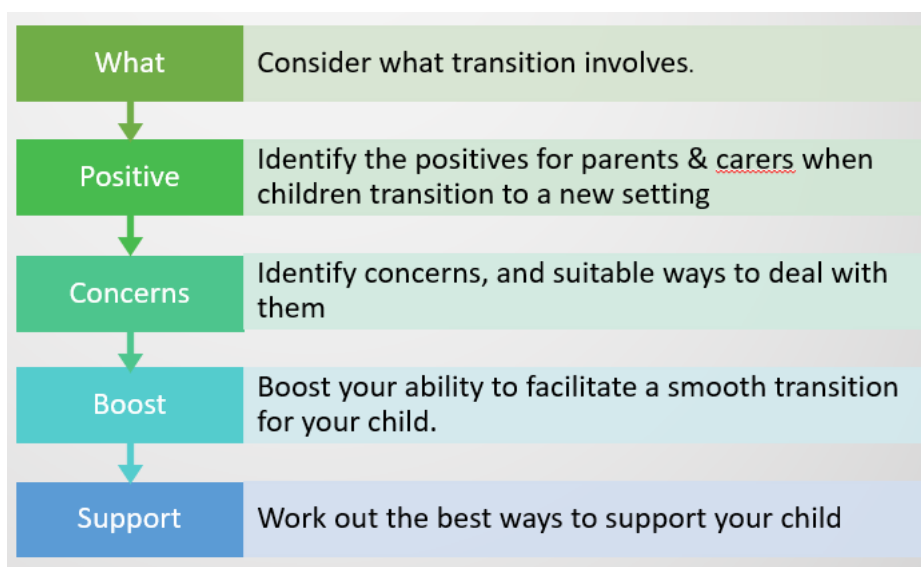 What
Consider what transition involves.
Positive
Identify the positives for parents & carers when
children transition to a new setting
Concerns
Identify concerns, and suitable ways to deal with
them
Boost
Boost your ability to facilitate a smooth transition
for your child.
Support
Work out the best ways to support your child